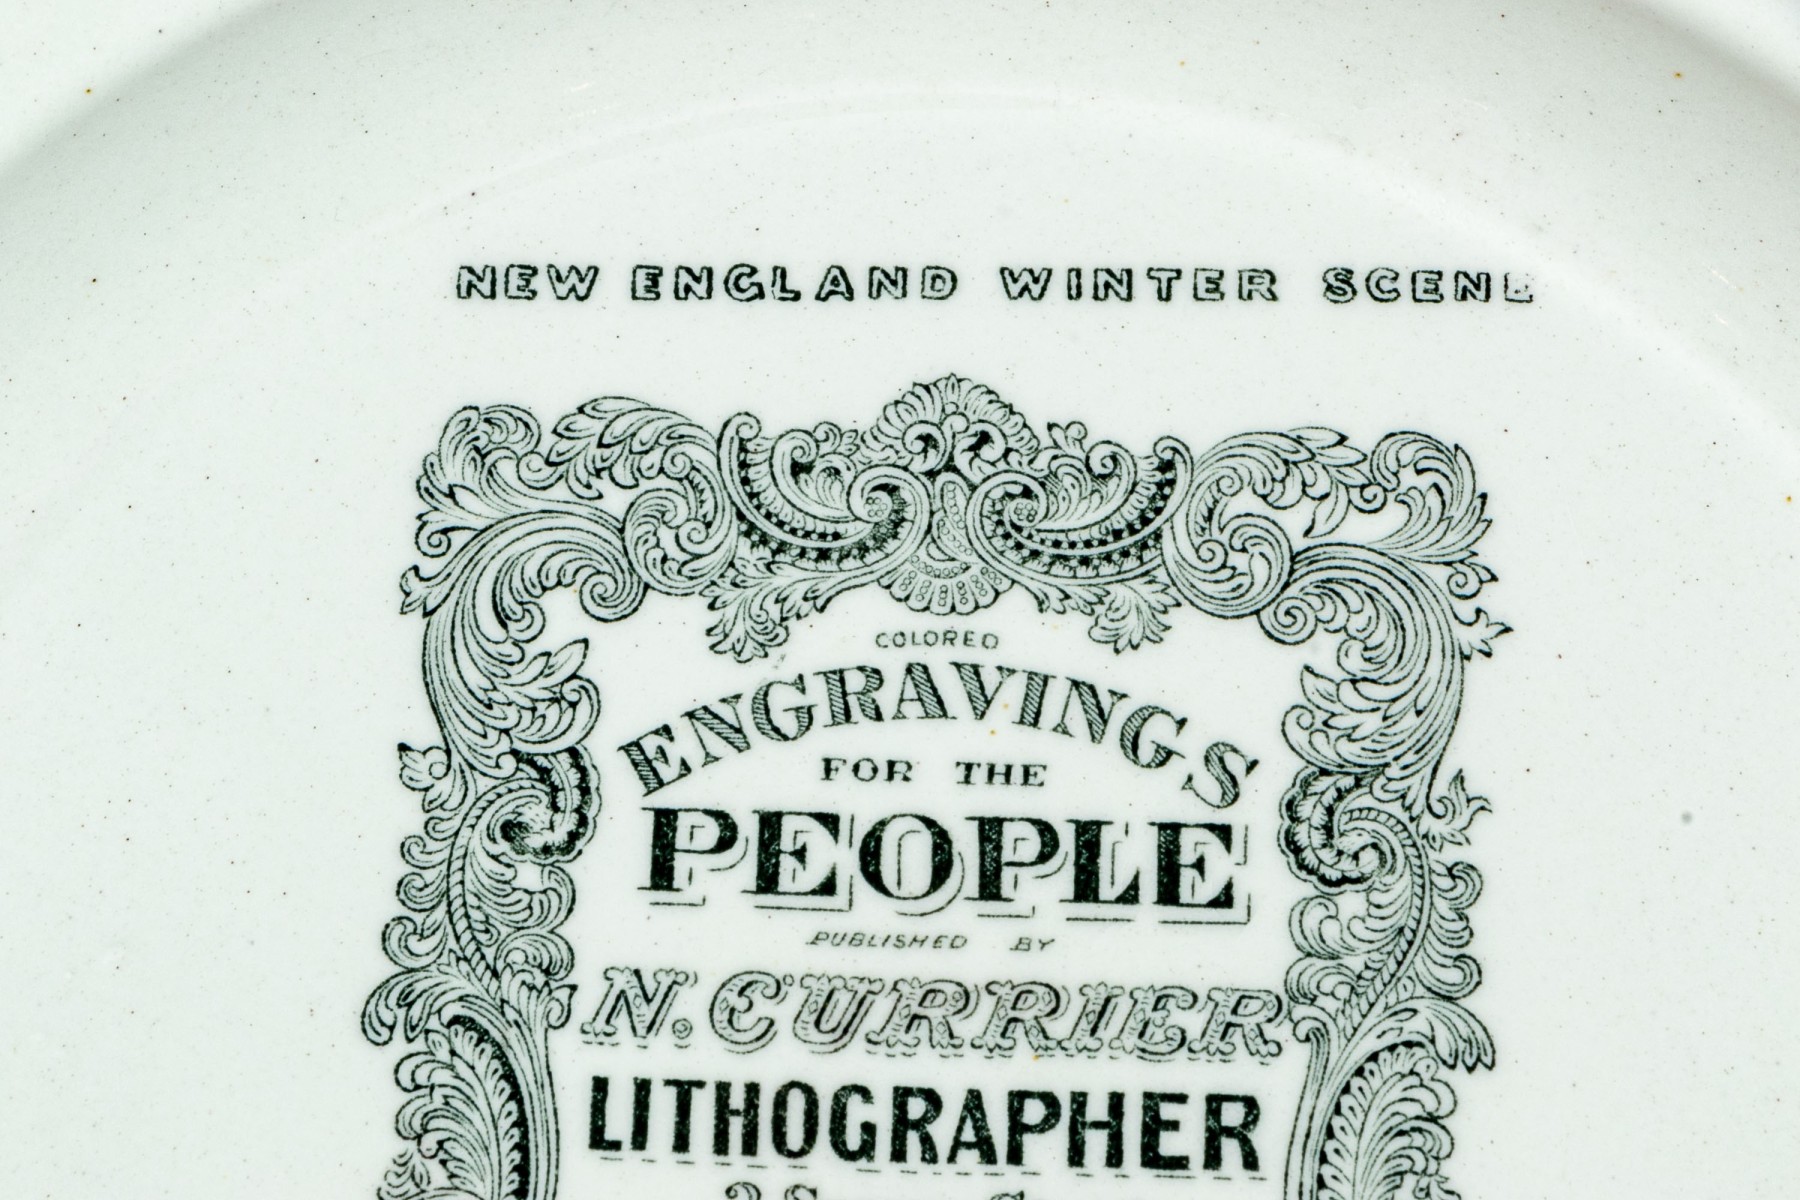 NEW ENGLAND WINTER SCENE
COLORED
ENGRAVINGS
FOR THE
PEOPLE
PUBLISHED BY
N. CURRIER
LITHOGRAPHER